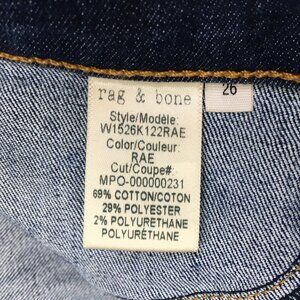 rag & bone
26
Style/Modèle:
W1526K122RAE
Color/Couleur:
RAE
Cut/Coupe#
MPO-000000231
69% COTTON/COTON
29% POLYESTER
2% POLYURETHANE
POLYURÉTHANE